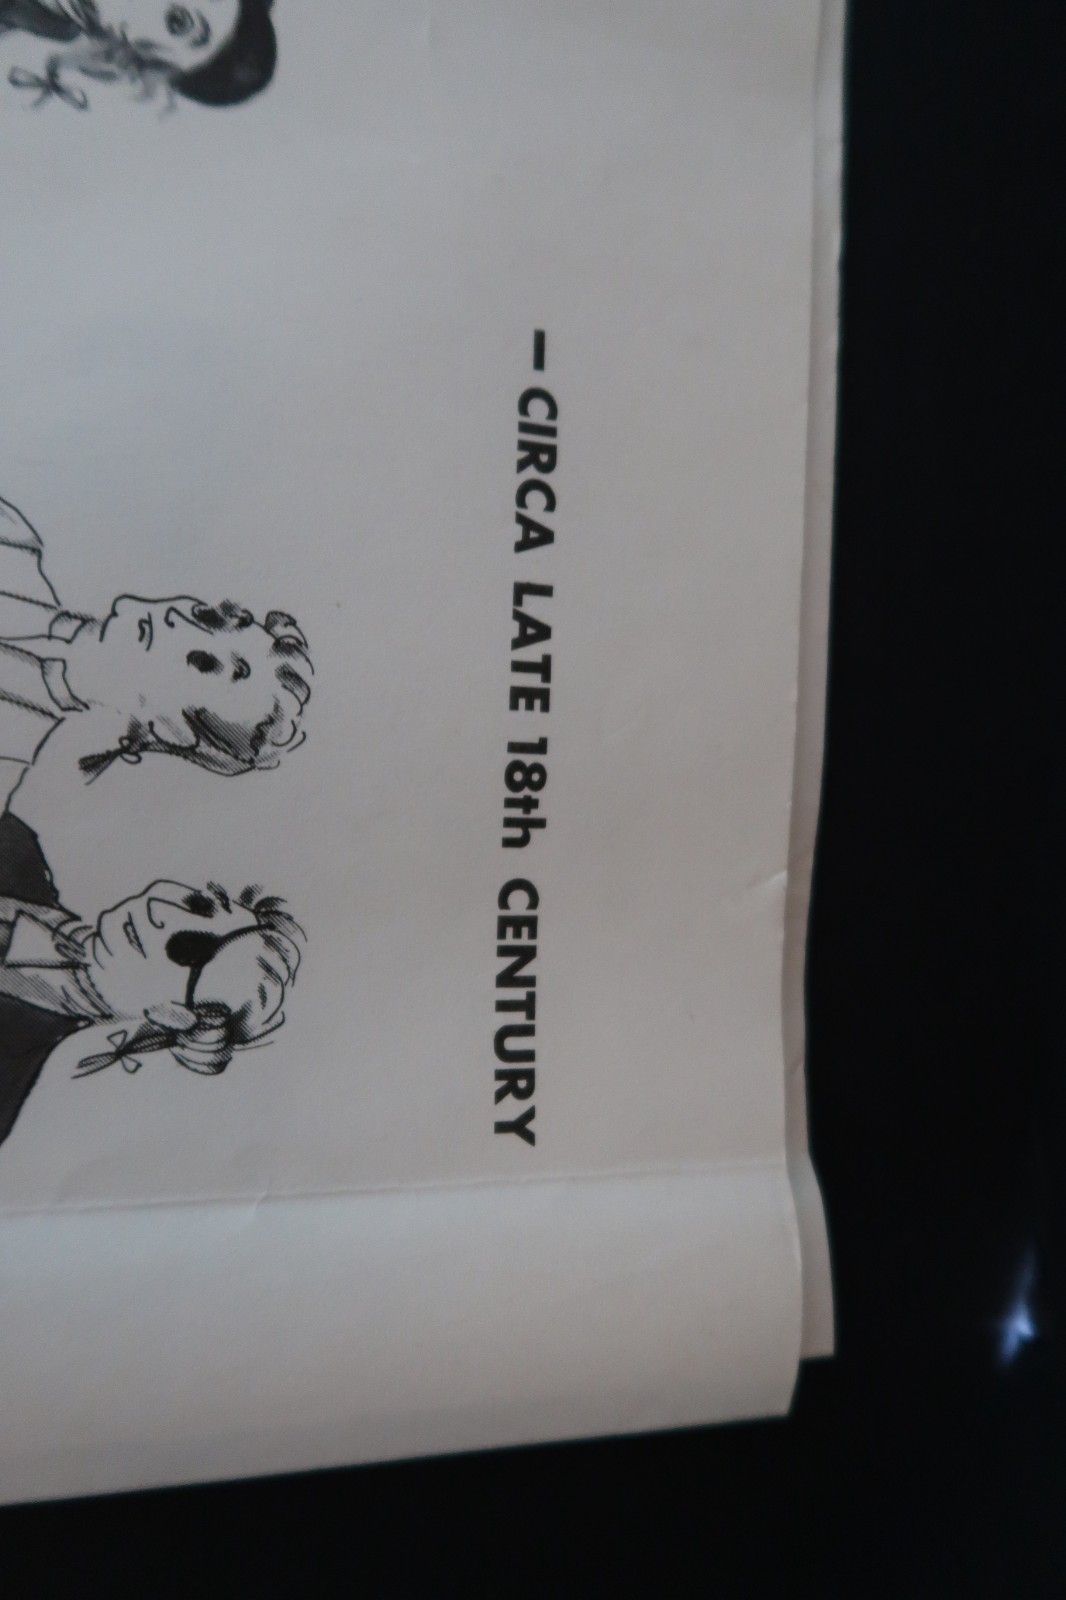 — CIRCA LATE 18th CENTURY